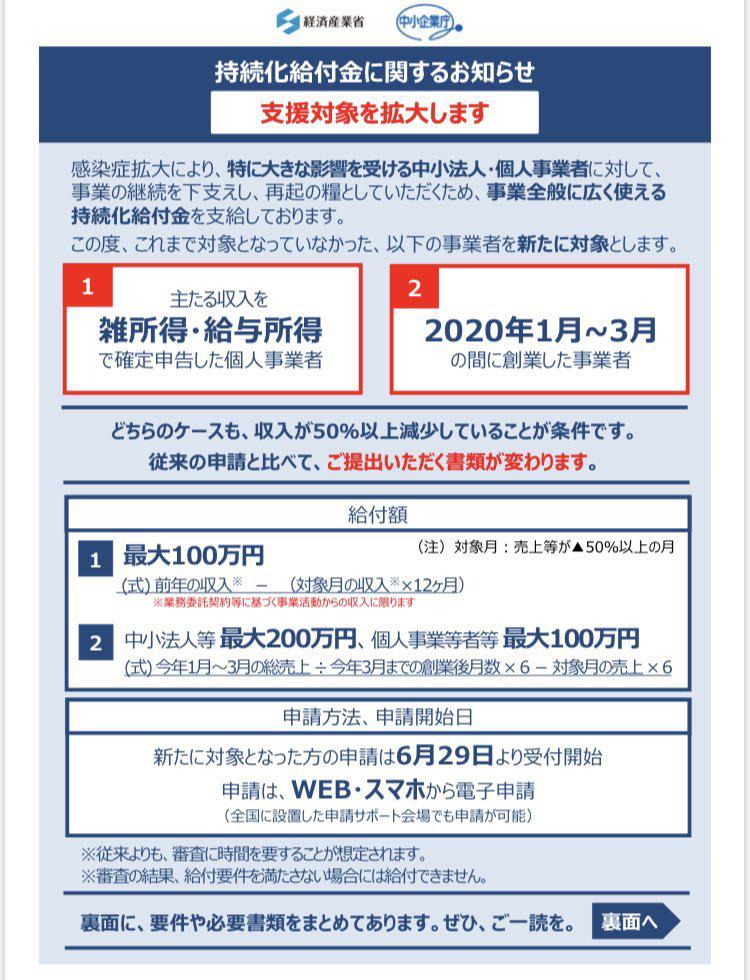 経済産業省 中小企業庁
持続化給付金に関するお知らせ
支援対象を拡大します
感染症拡大により、特に大きな影響を受ける中小法人・個人事業者に対して、
事業の継続を下支えし、再起の糧としていただくため、事業全般に広く使える
持続化給付金を支給しております。
この度、これまで対象となっていなかった、以下の事業者を新たに対象とします。
1
主たる収入を
雑所得・給与所得
で確定申告した個人事業者
2
2020年1月~3月
の間に創業した事業者
どちらのケースも、収入が50%以上減少していることが条件です。
従来の申請と比べて、ご提出いただく書類が変わります。
給付額
1 最大100万円 (注) 対象月：売上等が▲50%以上の月
(式) 前年の収入※ − (対象月の収入※×12ヶ月)
※業務委託契約等に基づく事業活動からの収入に限ります
2 中小法人等 最大200万円、個人事業等者等 最大100万円
(式) 今年1月～3月の総売上 ÷ 今年3月までの創業後月数 × 6 − 対象月の売上 × 6
申請方法、申請開始日
新たに対象となった方の申請は6月29日より受付開始
申請は、WEB・スマホから電子申請
(全国に設置した申請サポート会場でも申請が可能)
※従来よりも、審査に時間を要することが想定されます。
※審査の結果、給付要件を満たさない場合には給付できません。
裏面に、要件や必要書類をまとめてあります。ぜひ、ご一読を。 裏面へ